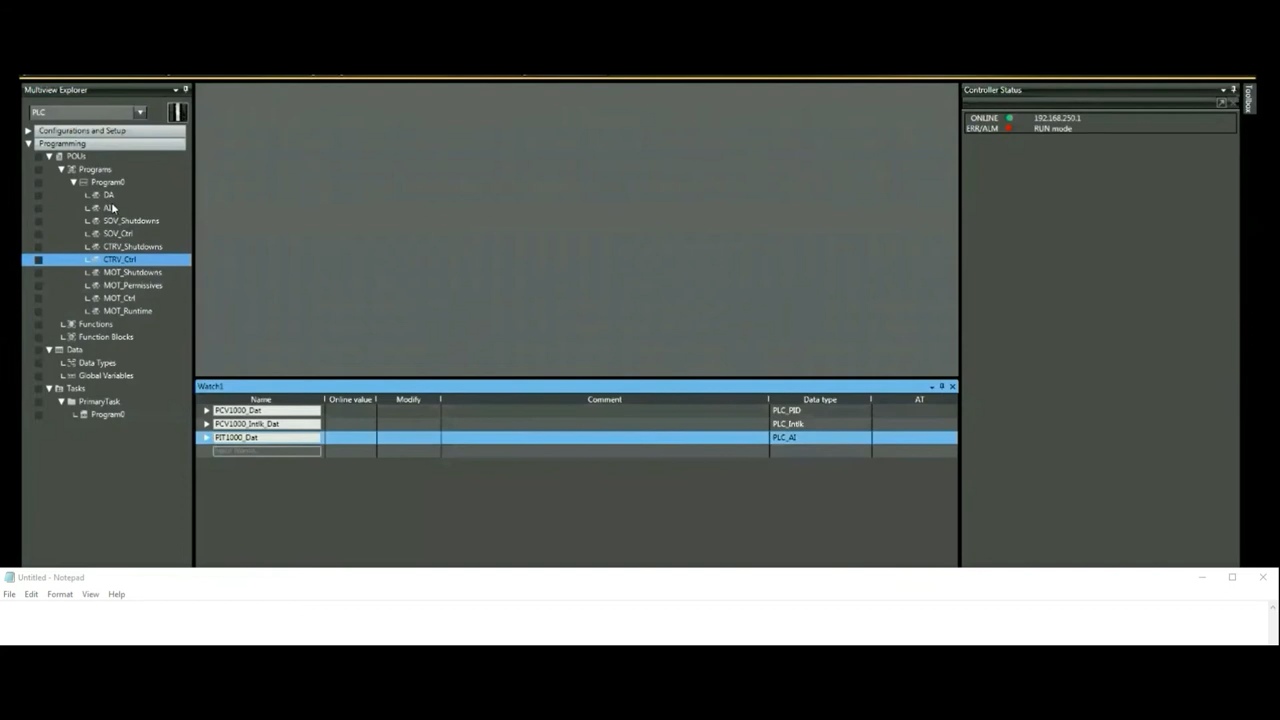 Multiview Explorer
PLC
Configurations and Setup
Programming
POUs
Programs
Program0
DA
AI
SOV_Shutdowns
SOV_Ctrl
CTRV_Shutdowns
CTRV_Ctrl
MOT_Shutdowns
MOT_Permissives
MOT_Ctrl
MOT_Runtime
Functions
Function Blocks
Data
Data Types
Global Variables
Tasks
PrimaryTask
Program0
Watch1
Name Online value Modify Comment Data type AT
PCV1000_Dat PLC_PID
PCV1000_Intlk_Dat PLC_Intlk
PIT1000_Dat PLC_AI
Controller Status
ONLINE 192.168.250.1
ERR/ALM RUN mode
Toolbox
Untitled - Notepad
File Edit Format View Help